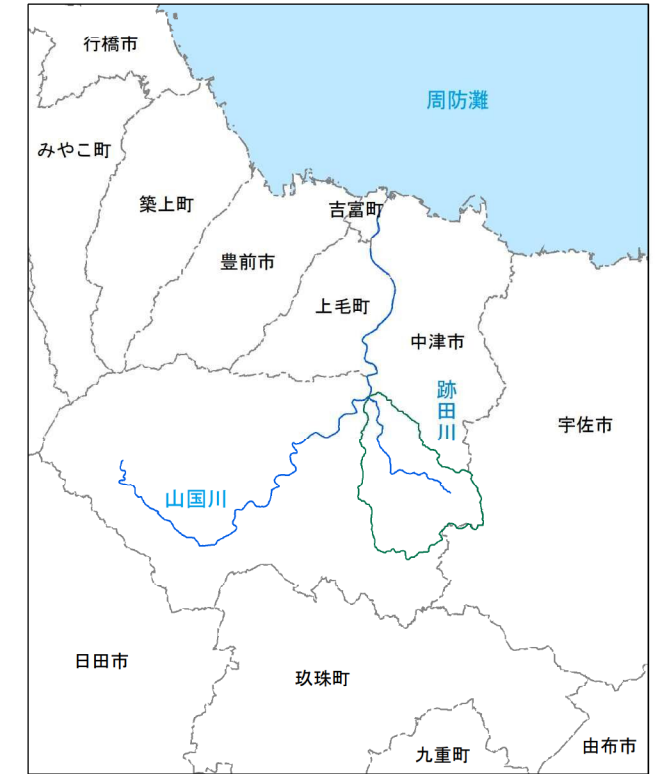 行橋市
周防灘
みやこ町
築上町
吉富町
豊前市
上毛町
中津市
跡田川
宇佐市
山国川
日田市
玖珠町
九重町
由布市